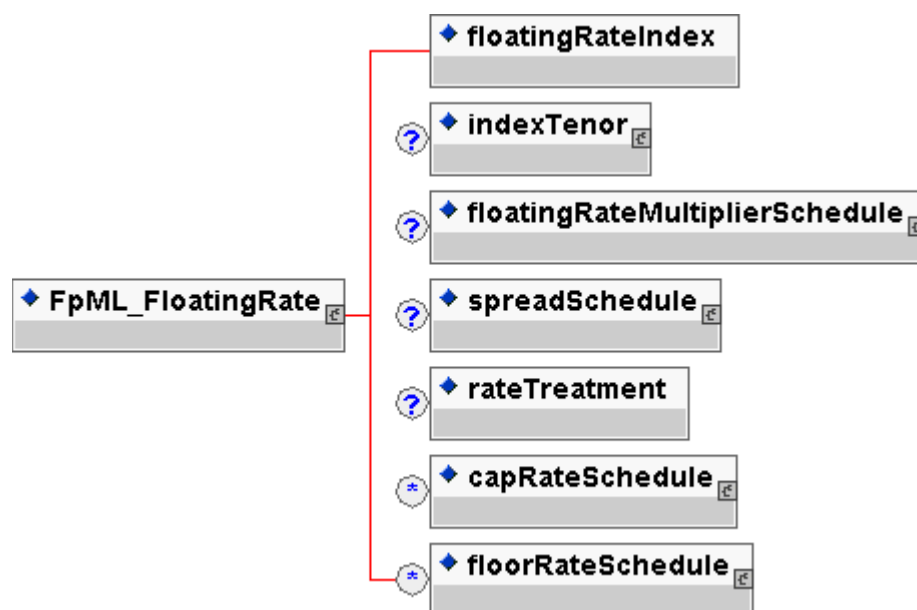 floatingRateIndex
? indexTenor
? floatingRateMultiplierSchedule
FpML_FloatingRate
? spreadSchedule
? rateTreatment
* capRateSchedule
* floorRateSchedule